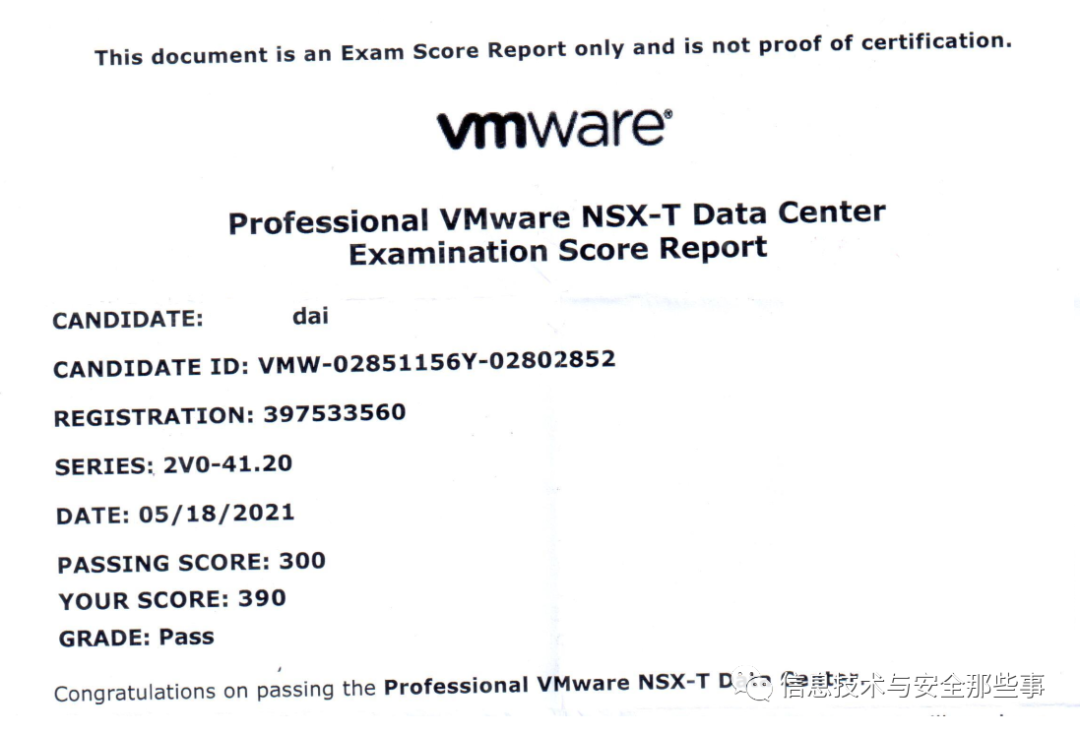 This document is an Exam Score Report only and is not proof of certification.
vmware®
Professional VMware NSX-T Data Center
Examination Score Report
CANDIDATE: dai
CANDIDATE ID: VMW-02851156Y-02802852
REGISTRATION: 397533560
SERIES: 2V0-41.20
DATE: 05/18/2021
PASSING SCORE: 300
YOUR SCORE: 390
GRADE: Pass
Congratulations on passing the Professional VMware NSX-T Data Center
信息技术与安全那些事